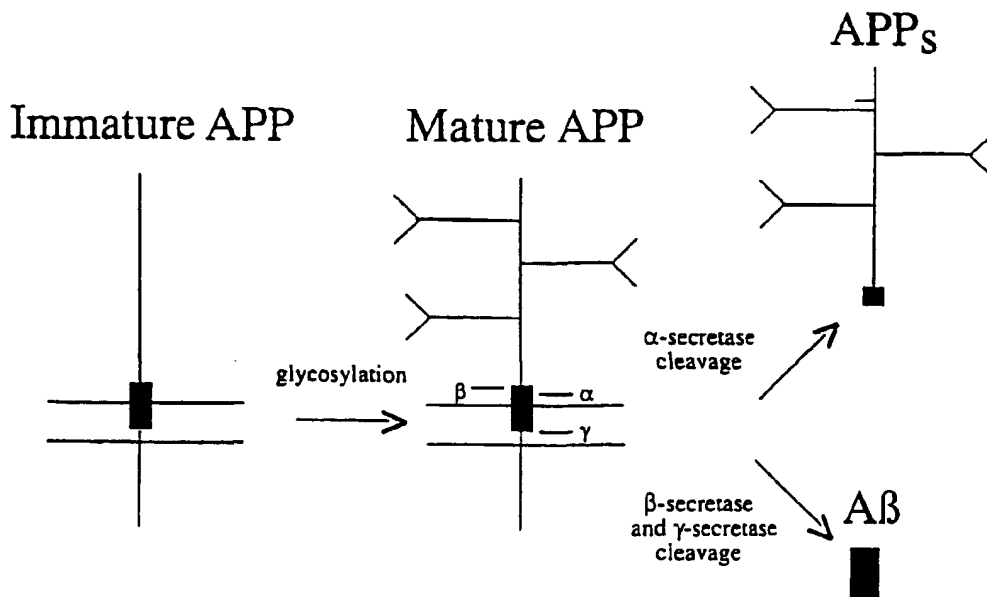 Immature APP
Mature APP
APPS
glycosylation
β
α
γ
α-secretase
cleavage
β-secretase
and γ-secretase
cleavage
Aß